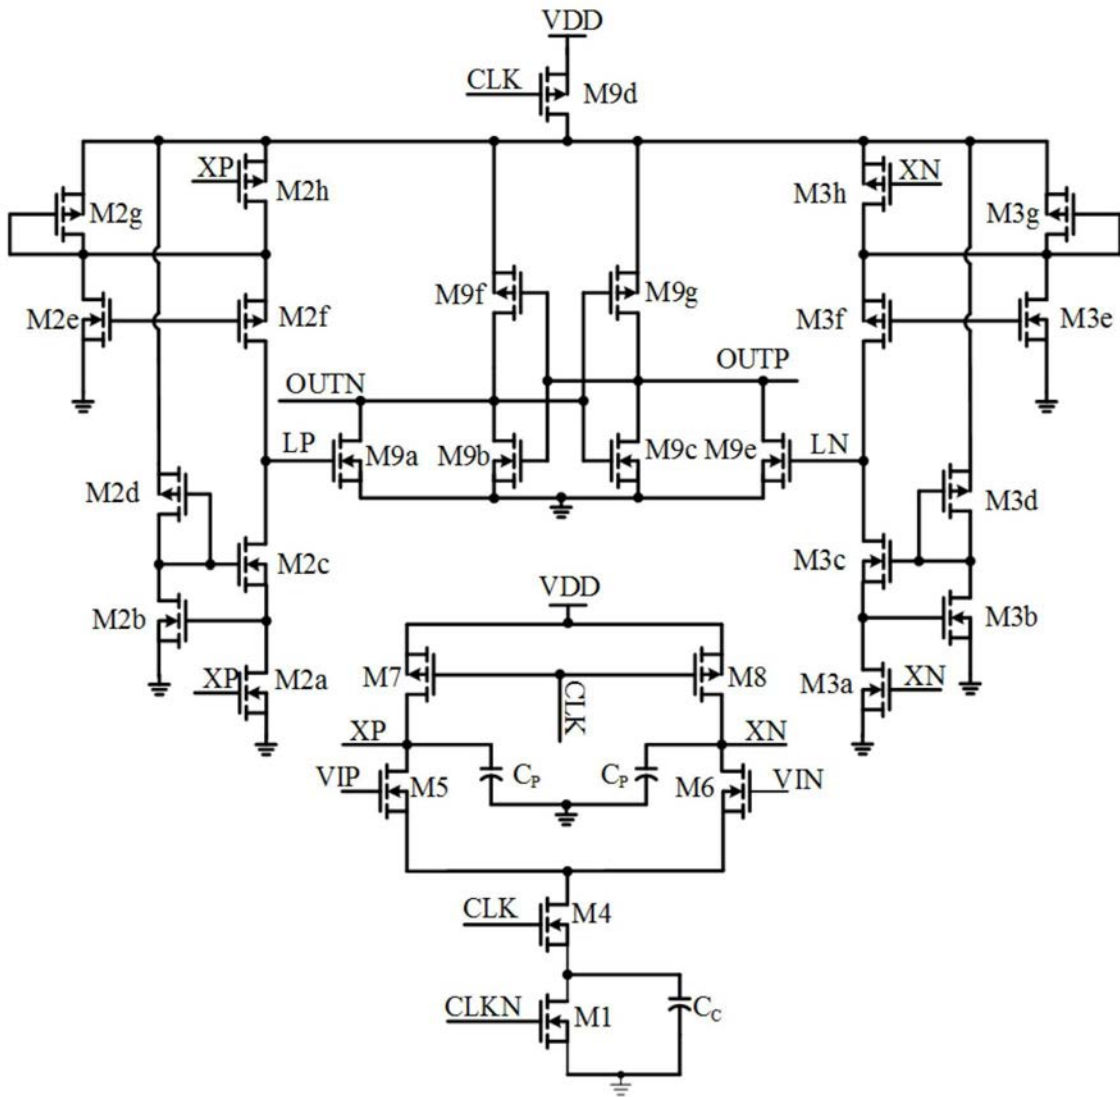 VDD
CLK M9d
XP M2h M3h XN
M2g M3g
M9f M9g
M2e M2f M3f M3e
OUTP
OUTN
LP M9a M9b M9c M9e LN
M2d M3d
M2c M3c
VDD
M2b M3b
XP M2a M7 M8 M3a XN
CLK
XP XN
VIP M5 CP CP M6 VIN
CLK M4
CLKN M1 CC